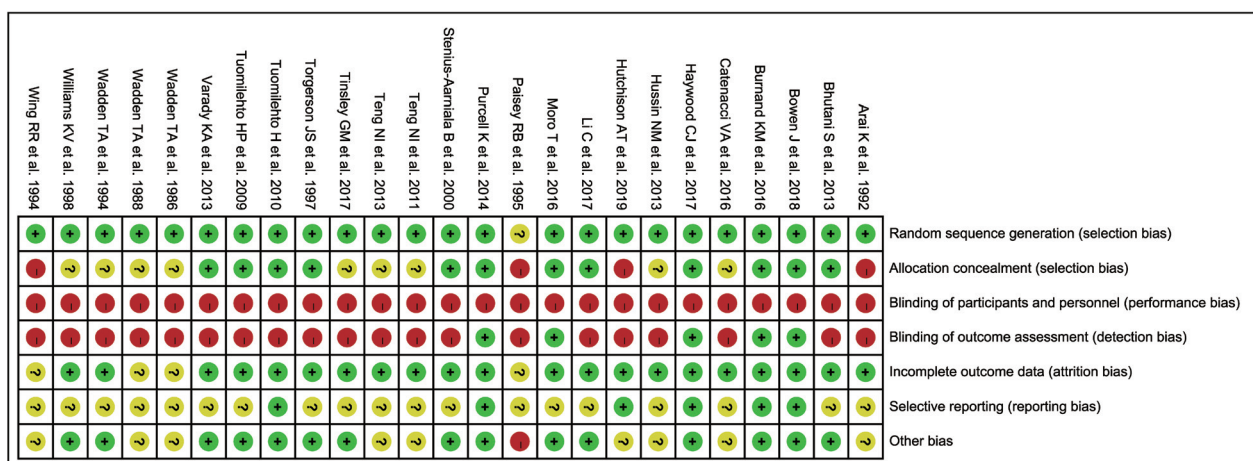 Wing RR et al. 1994
Williams KV et al. 1998
Wadden TA et al. 1994
Wadden TA et al. 1988
Wadden TA et al. 1986
Varady KA et al. 2013
Tuomilehto HP et al. 2009
Tuomilehto H et al. 2010
Torgerson JS et al. 1997
Tinsley GM et al. 2017
Teng NI et al. 2013
Teng NI et al. 2011
Stenius-Aarniala B et al. 2000
Purcell K et al. 2014
Paisey RB et al. 1995
Moro T et al. 2016
Li C et al. 2017
Hutchison AT et al. 2019
Hussin NM et al. 2013
Haywood CJ et al. 2017
Catenacci VA et al. 2016
Burnand KM et al. 2016
Bowen J et al. 2018
Bhutani S et al. 2013
Arai K et al. 1992
Random sequence generation (selection bias)
Allocation concealment (selection bias)
Blinding of participants and personnel (performance bias)
Blinding of outcome assessment (detection bias)
Incomplete outcome data (attrition bias)
Selective reporting (reporting bias)
Other bias